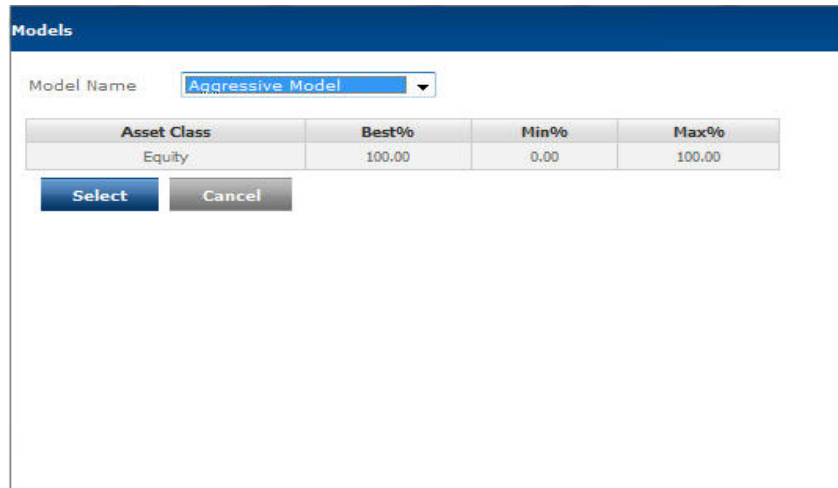 Models
Model Name Aggressive Model
Asset Class Best% Min% Max%
Equity 100.00 0.00 100.00
Select Cancel